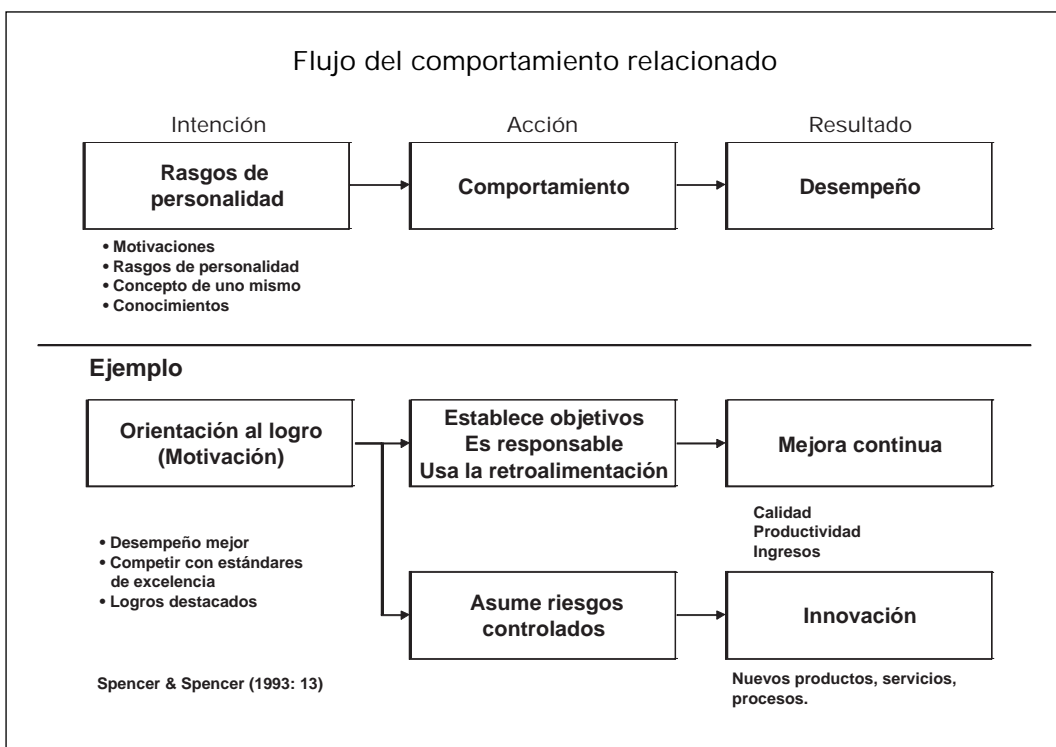 Flujo del comportamiento relacionado
Intención
Acción
Resultado
Rasgos de
personalidad
Comportamiento
Desempeño
• Motivaciones
• Rasgos de personalidad
• Concepto de uno mismo
• Conocimientos
Ejemplo
Orientación al logro
(Motivación)
Establece objetivos
Es responsable
Usa la retroalimentación
Mejora continua
Calidad
Productividad
Ingresos
• Desempeño mejor
• Competir con estándares
de excelencia
• Logros destacados
Asume riesgos
controlados
Innovación
Nuevos productos, servicios,
procesos.
Spencer & Spencer (1993: 13)